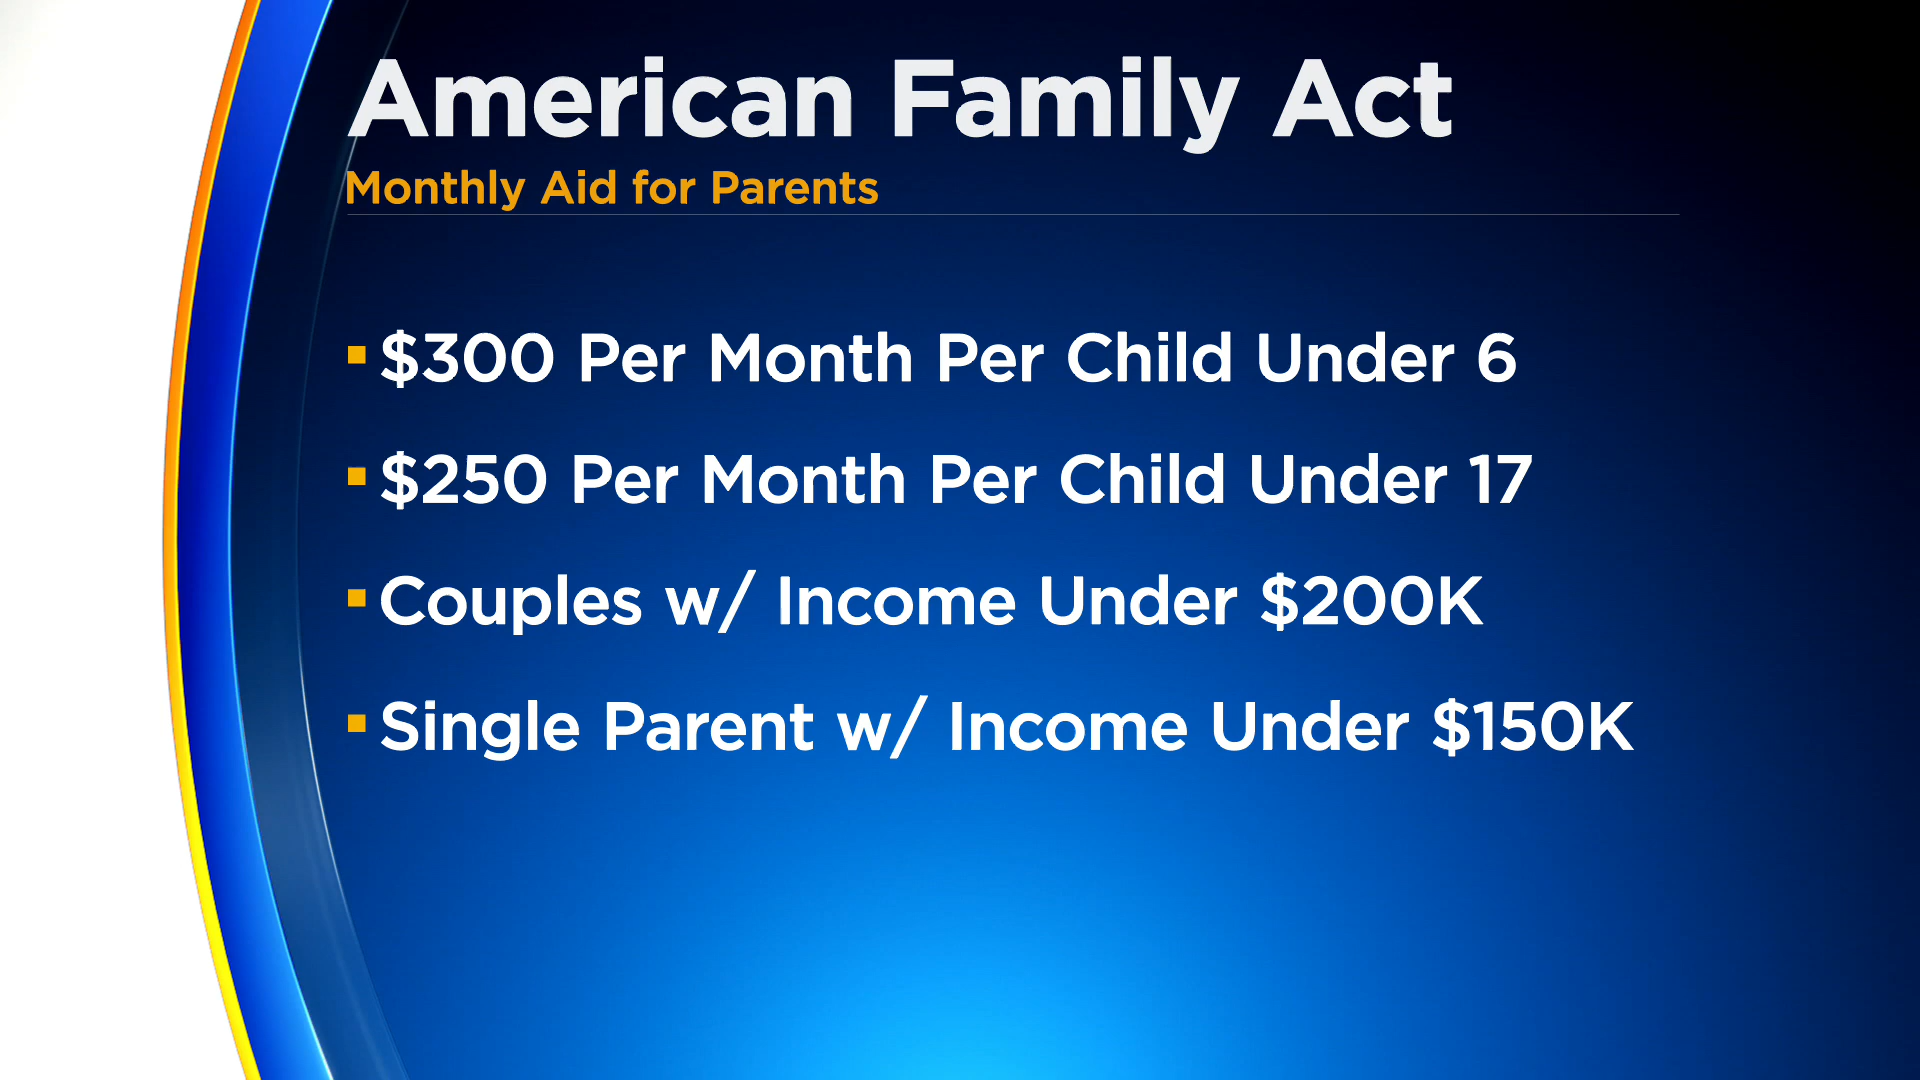 American Family Act
Monthly Aid for Parents
$300 Per Month Per Child Under 6
$250 Per Month Per Child Under 17
Couples w/ Income Under $200K
Single Parent w/ Income Under $150K